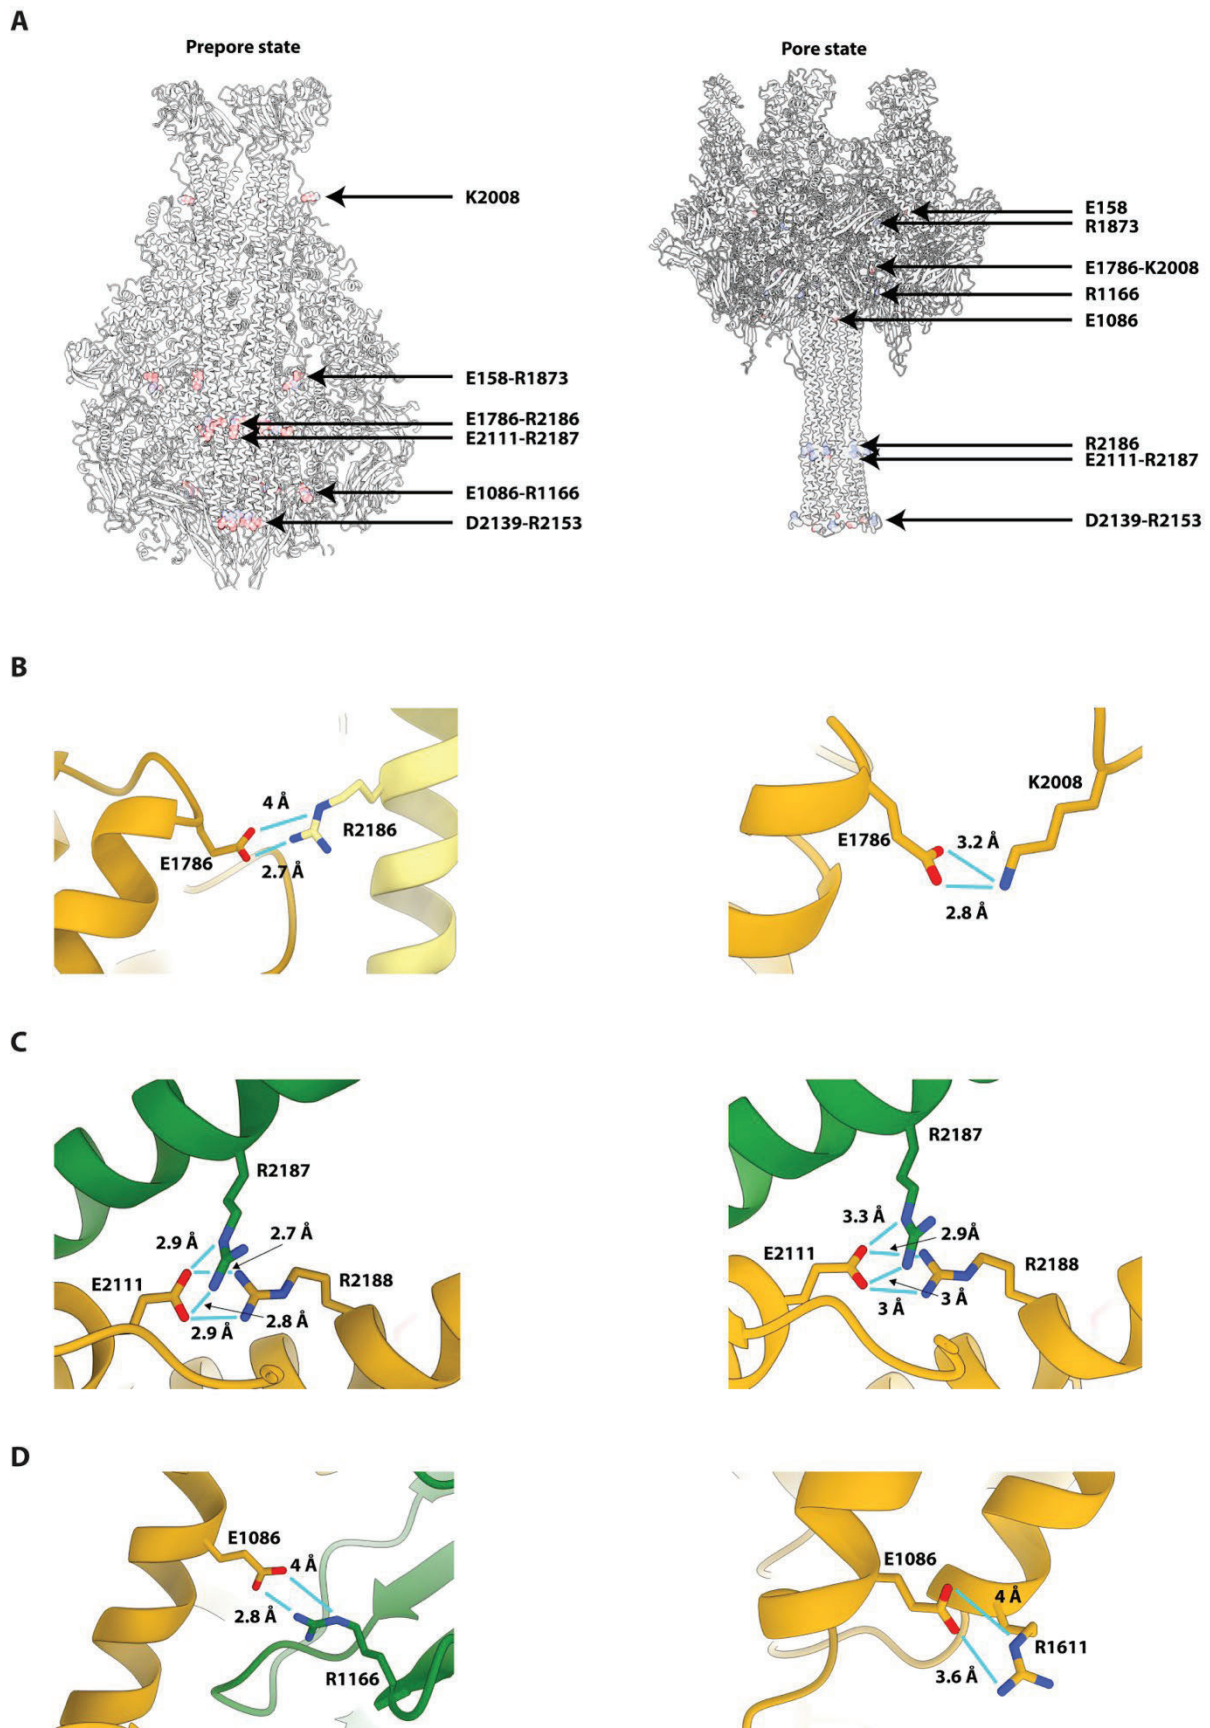 A
Prepore state
Pore state
K2008
E158-R1873
E1786-R2186
E2111-R2187
E1086-R1166
D2139-R2153
E158
R1873
E1786-K2008
R1166
E1086
R2186
E2111-R2187
D2139-R2153
B
4 Å
E1786
R2186
2.7 Å
K2008
E1786
3.2 Å
2.8 Å
C
R2187
2.9 Å
2.7 Å
E2111
R2188
2.8 Å
2.9 Å
R2187
3.3 Å
2.9Å
E2111
R2188
3 Å
3 Å
D
E1086
4 Å
2.8 Å
R1166
E1086
4 Å
R1611
3.6 Å